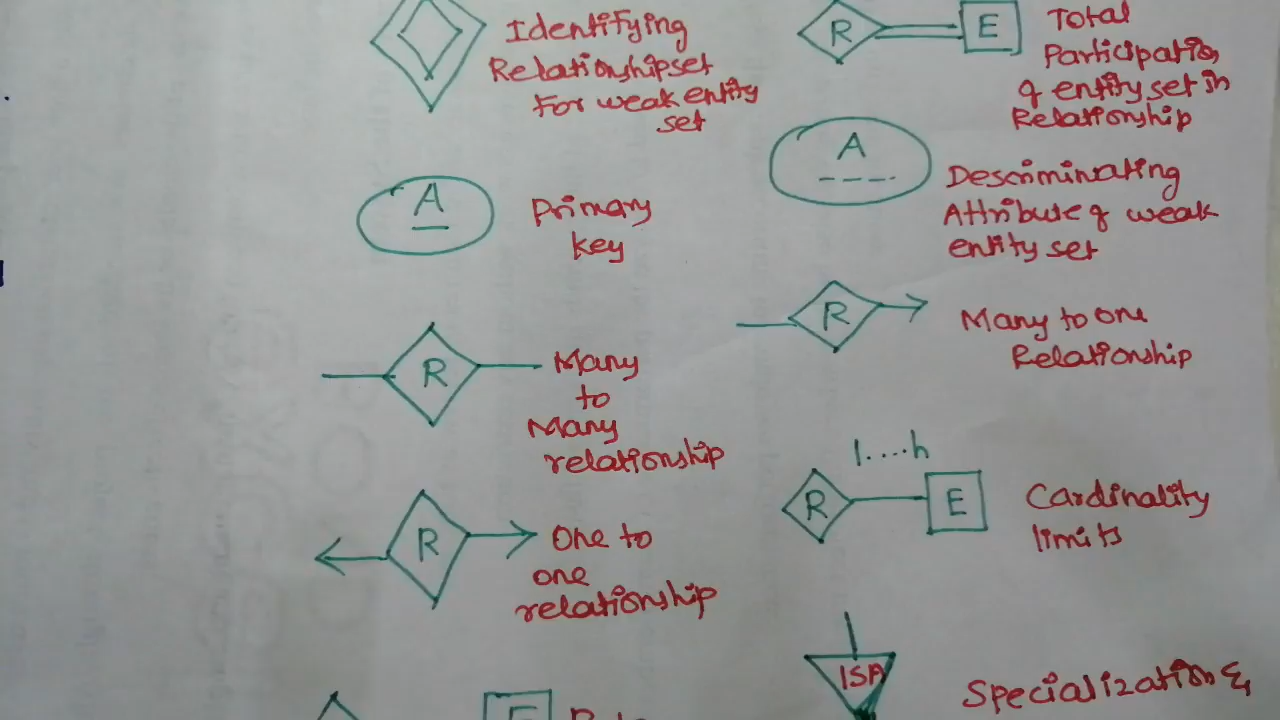 Identifying
Relationshipset
For weak entity
set
R
E
Total
Participation
of entity set in
Relationship
A
Primary
key
A
Descriminating
Attribute of weak
entity set
R
Many
to
Many
relationship
R
Many to one
Relationship
R
One to
one
relationship
1....h
R
E
Cardinality
limits
ISA
Specialization &
E